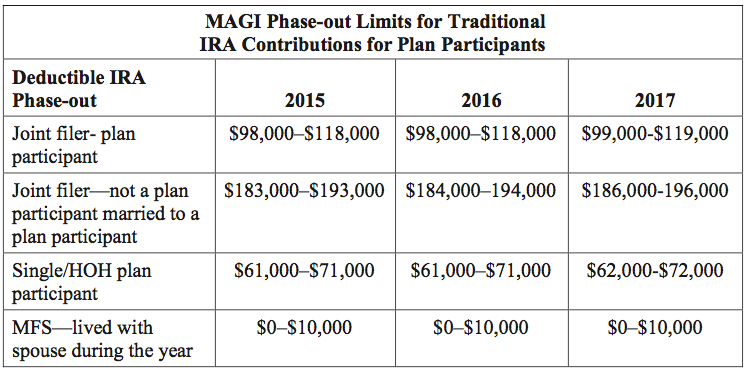 MAGI Phase-out Limits for Traditional
IRA Contributions for Plan Participants
Deductible IRA
Phase-out 2015 2016 2017
Joint filer- plan
participant $98,000–$118,000 $98,000–$118,000 $99,000-$119,000
Joint filer—not a plan
participant married to a
plan participant $183,000–$193,000 $184,000–194,000 $186,000-196,000
Single/HOH plan
participant $61,000–$71,000 $61,000–$71,000 $62,000-$72,000
MFS—lived with
spouse during the year $0–$10,000 $0–$10,000 $0–$10,000